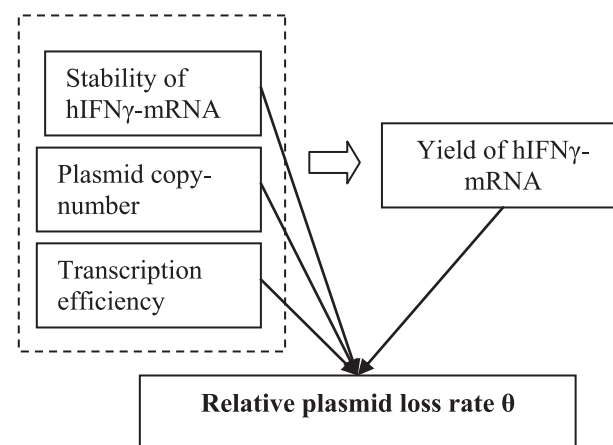 Stability of
hIFNγ-mRNA
Plasmid copy-
number
Transcription
efficiency
Yield of hIFNγ-
mRNA
Relative plasmid loss rate θ